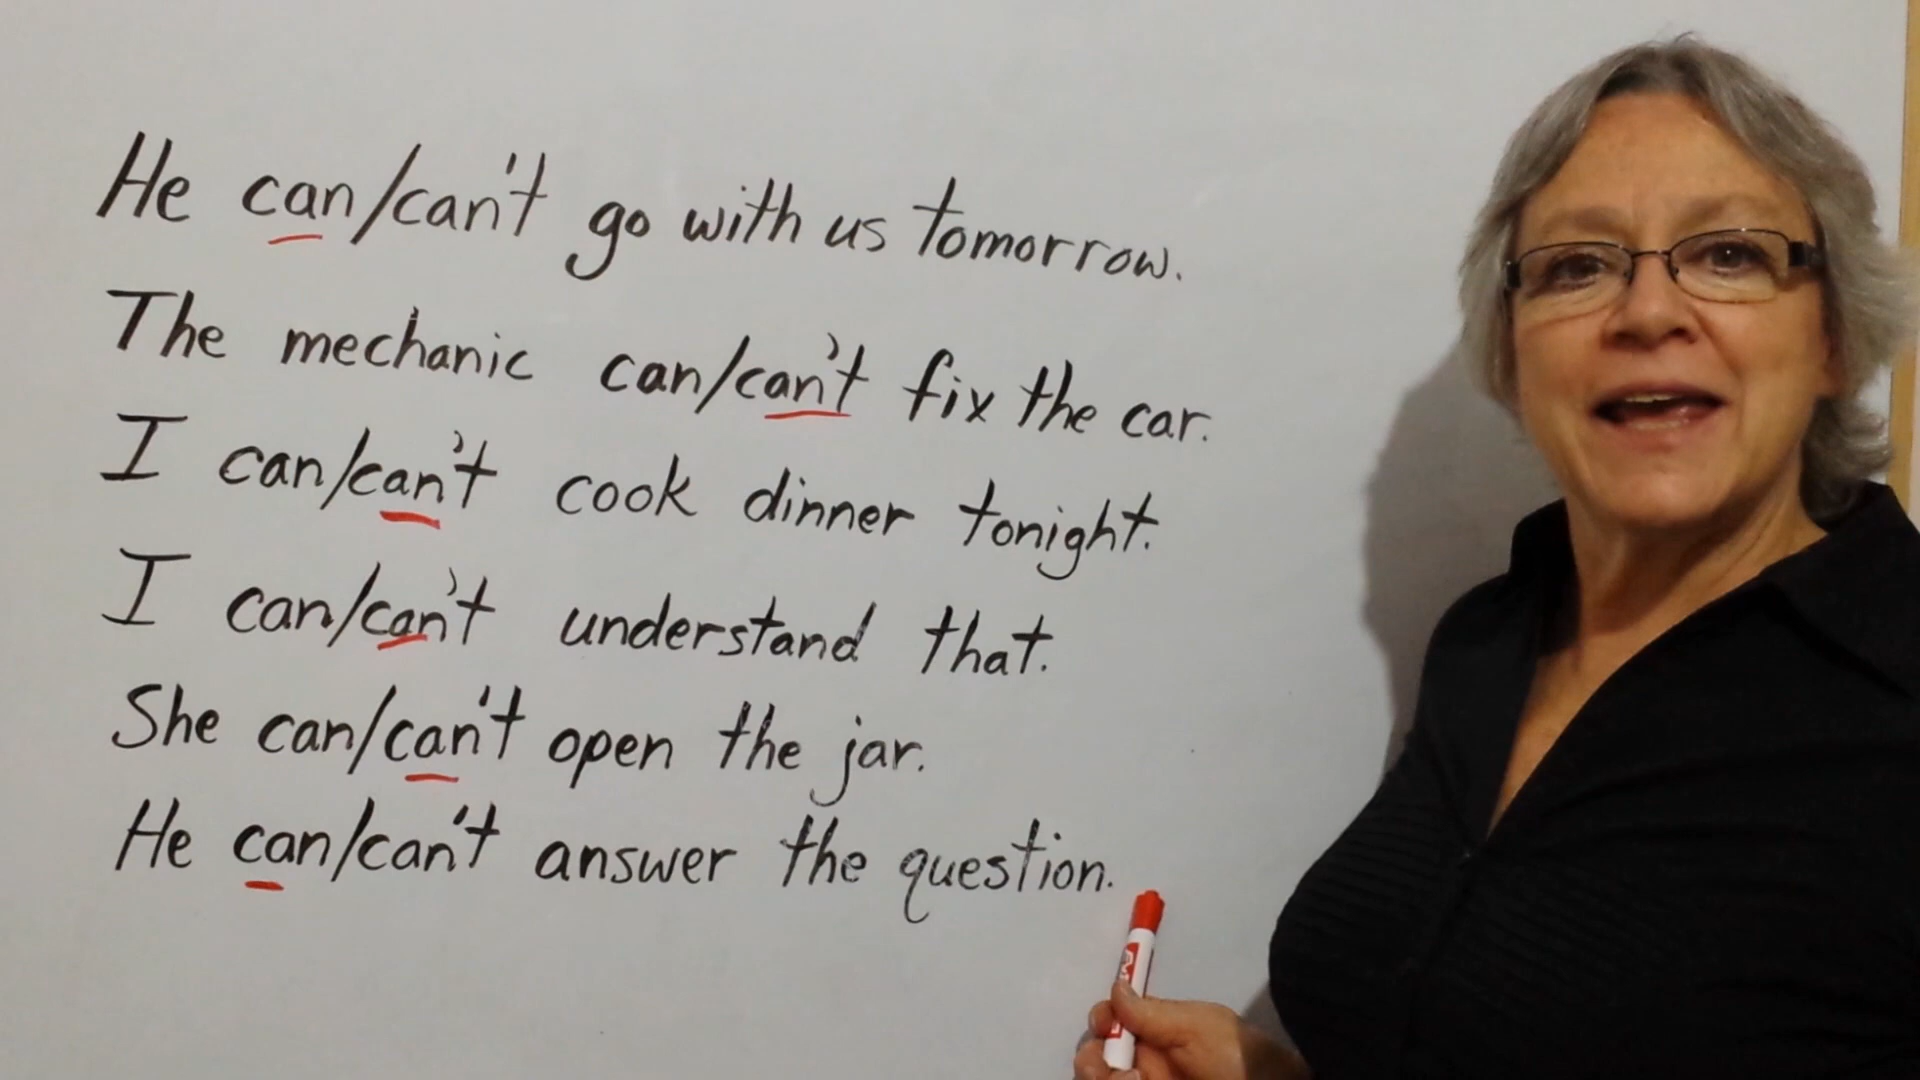 He can/can't go with us tomorrow.
The mechanic can/can't fix the car.
I can/can't cook dinner tonight.
I can/can't understand that.
She can/can't open the jar.
He can/can't answer the question.